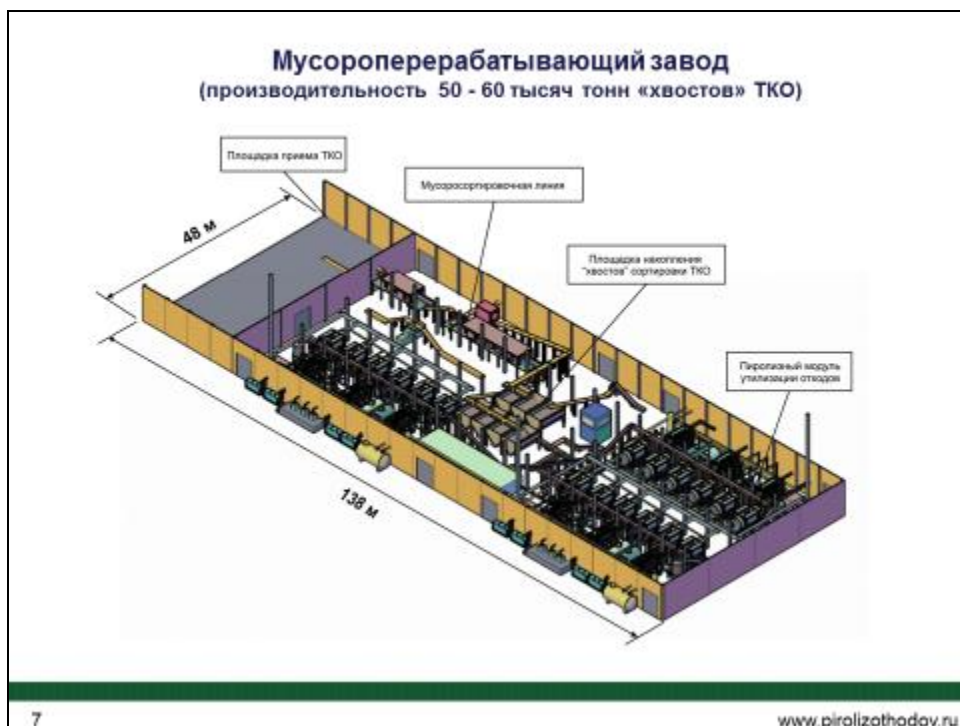 Мусороперерабатывающий завод
(производительность 50 - 60 тысяч тонн «хвостов» ТКО)
Площадка приема ТКО
Мусоросортировочная линия
48 м
Площадка накопления
"хвостов" сортировки ТКО
Пиролизный модуль
утилизации отходов
138 м
7
www.pirolizothodov.ru